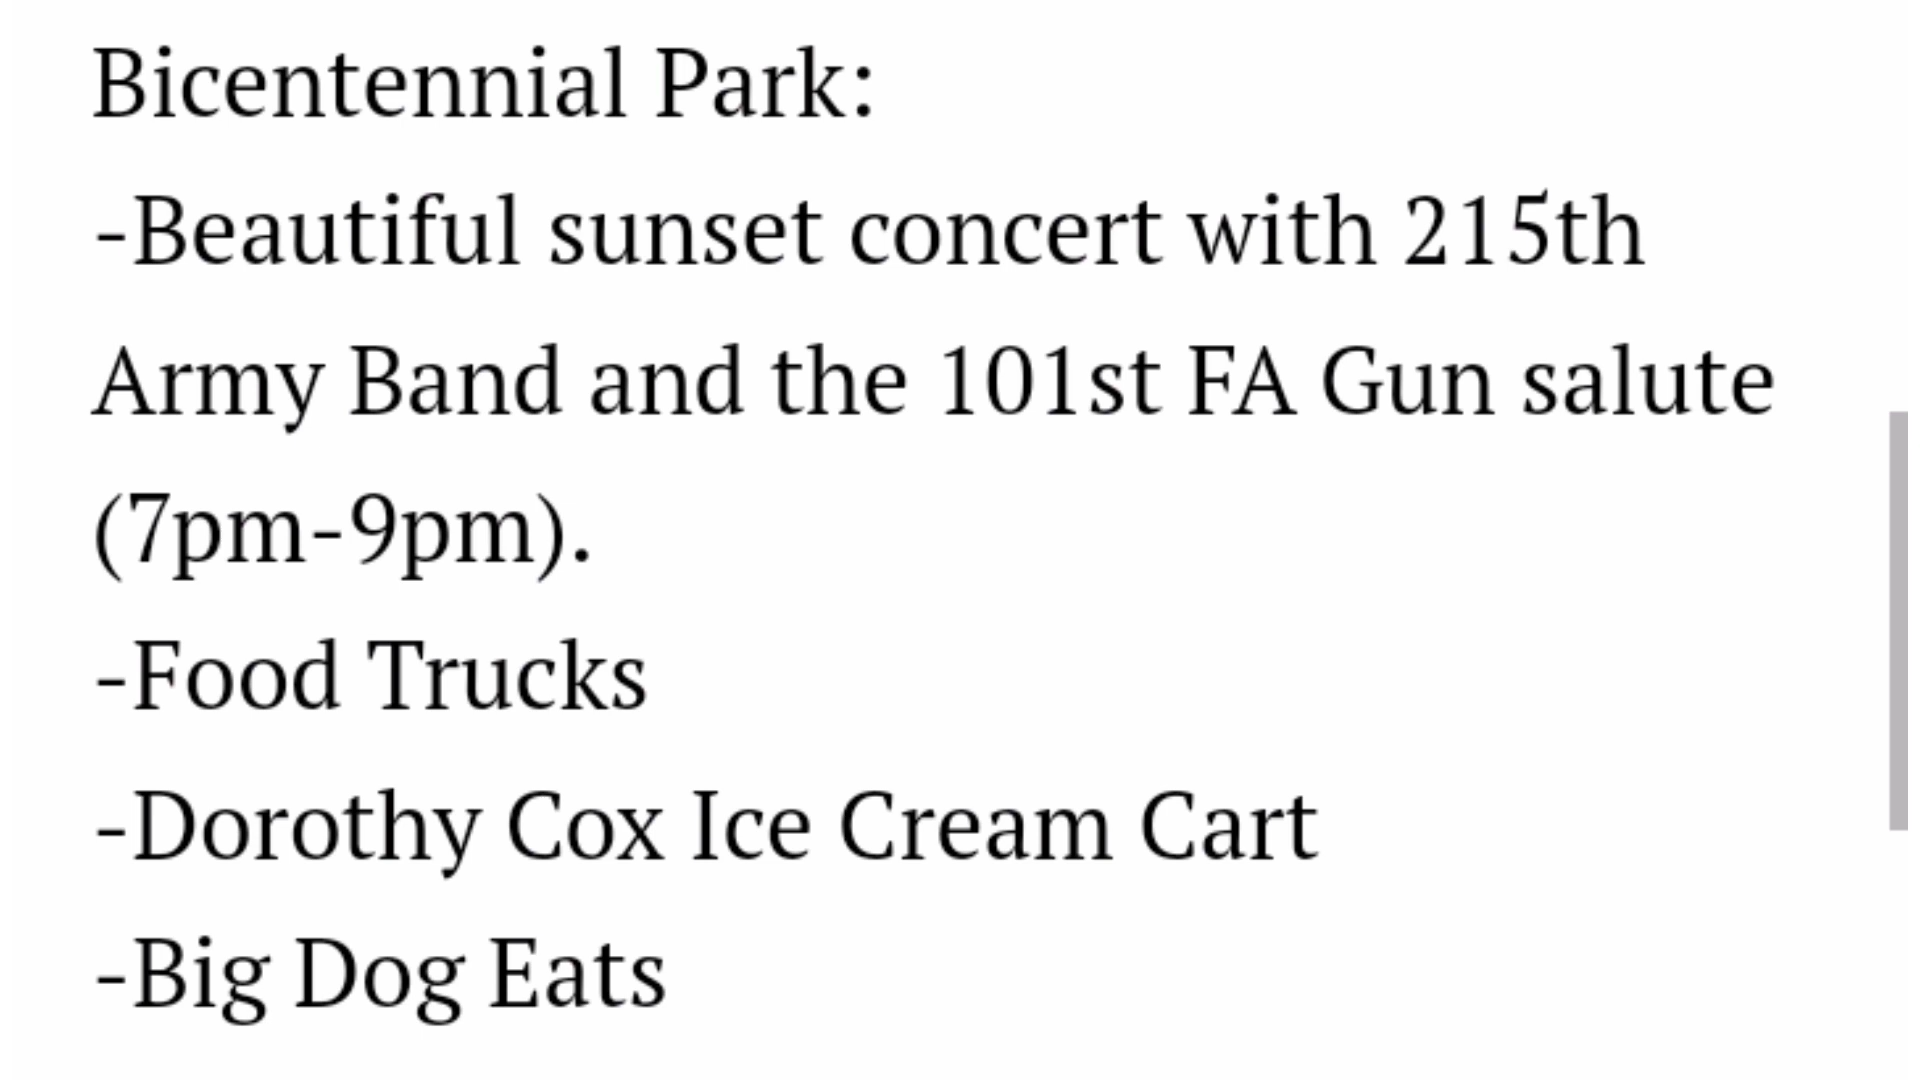 Bicentennial Park:
-Beautiful sunset concert with 215th
Army Band and the 101st FA Gun salute
(7pm-9pm).
-Food Trucks
-Dorothy Cox Ice Cream Cart
-Big Dog Eats